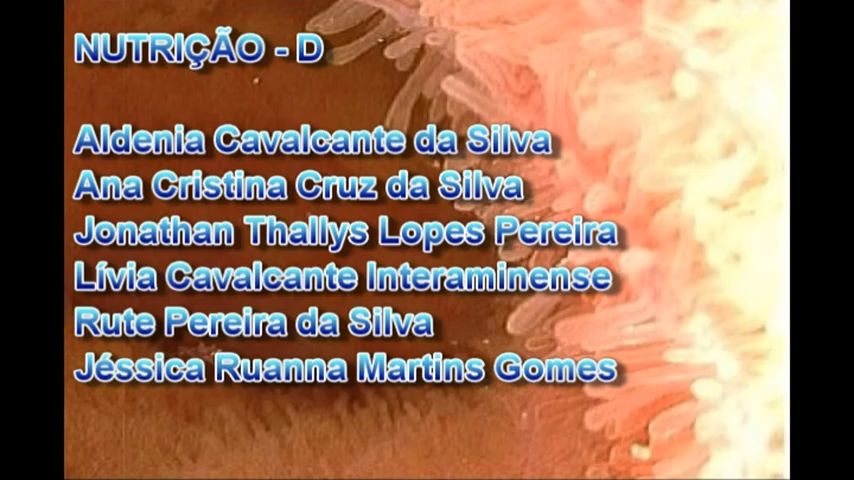 NUTRIÇÃO - D
Aldenia Cavalcante da Silva
Ana Cristina Cruz da Silva
Jonathan Thallys Lopes Pereira
Lívia Cavalcante Interaminense
Rute Pereira da Silva
Jéssica Ruanna Martins Gomes